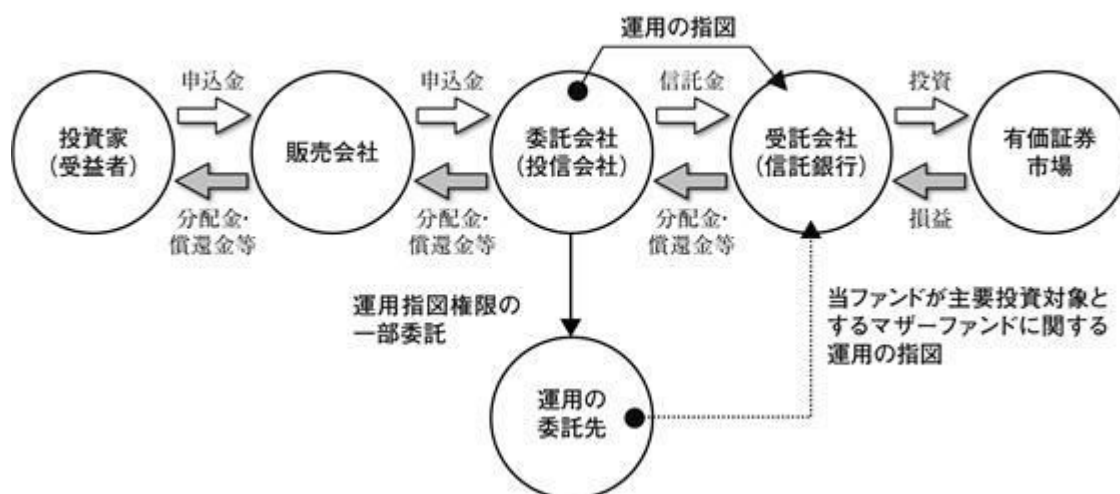 運用の指図
申込金
申込金
信託金
投資
投資家
(受益者)
販売会社
委託会社
(投信会社)
受託会社
(信託銀行)
有価証券
市場
分配金・
償還金等
分配金・
償還金等
分配金・
償還金等
損益
運用指図権限の
一部委託
当ファンドが主要投資対象と
するマザーファンドに関する
運用の指図
運用の
委託先